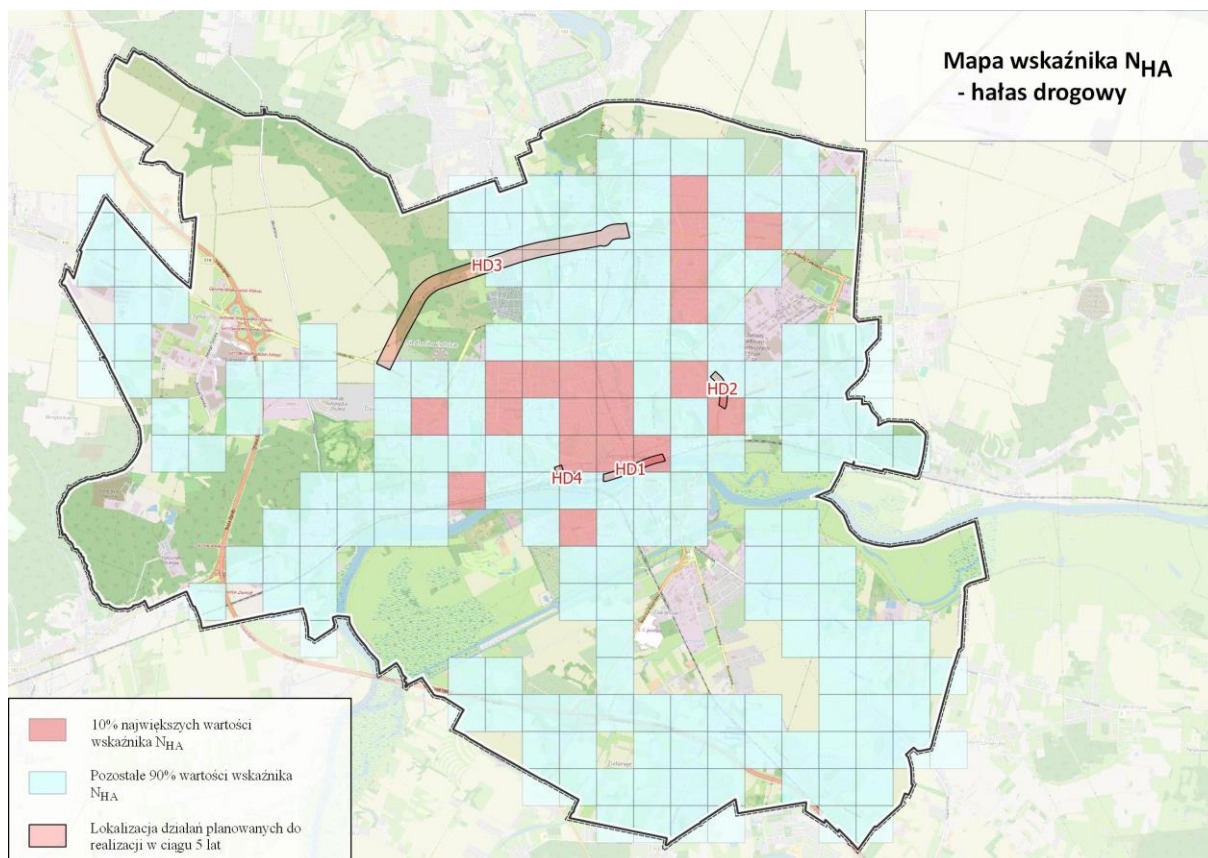 Mapa wskaźnika NHA
- hałas drogowy
HD3
HD2
HD4
HD1
10% największych wartości
wskaźnika NHA
Pozostałe 90% wartości wskaźnika
NHA
Lokalizacja działań planowanych do
realizacji w ciągu 5 lat